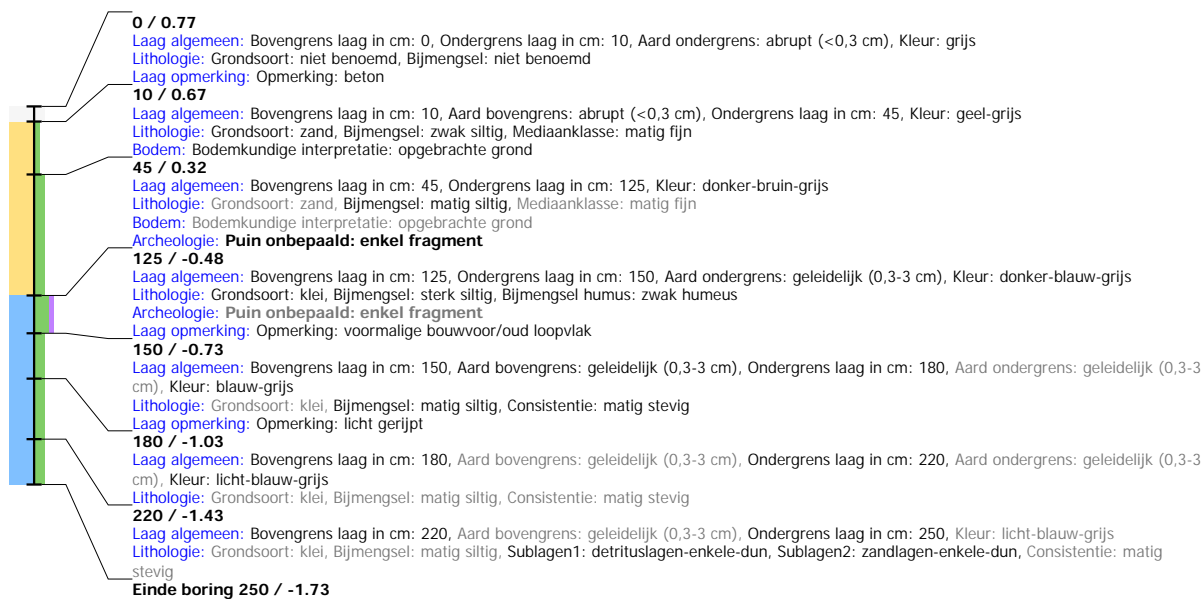 0 / 0.77
Laag algemeen: Bovengrens laag in cm: 0, Ondergrens laag in cm: 10, Aard ondergrens: abrupt (<0,3 cm), Kleur: grijs
Lithologie: Grondsoort: niet benoemd, Bijmengsel: niet benoemd
Laag opmerking: Opmerking: beton
10 / 0.67
Laag algemeen: Bovengrens laag in cm: 10, Aard bovengrens: abrupt (<0,3 cm), Ondergrens laag in cm: 45, Kleur: geel-grijs
Lithologie: Grondsoort: zand, Bijmengsel: zwak siltig, Mediaanklasse: matig fijn
Bodem: Bodemkundige interpretatie: opgebrachte grond
45 / 0.32
Laag algemeen: Bovengrens laag in cm: 45, Ondergrens laag in cm: 125, Kleur: donker-bruin-grijs
Lithologie: Grondsoort: zand, Bijmengsel: matig siltig, Mediaanklasse: matig fijn
Bodem: Bodemkundige interpretatie: opgebrachte grond
Archeologie: Puin onbepaald: enkel fragment
125 / -0.48
Laag algemeen: Bovengrens laag in cm: 125, Ondergrens laag in cm: 150, Aard ondergrens: geleidelijk (0,3-3 cm), Kleur: donker-blauw-grijs
Lithologie: Grondsoort: klei, Bijmengsel: sterk siltig, Bijmengsel humus: zwak humeus
Archeologie: Puin onbepaald: enkel fragment
Laag opmerking: Opmerking: voormalige bouwvoor/oud loopvlak
150 / -0.73
Laag algemeen: Bovengrens laag in cm: 150, Aard bovengrens: geleidelijk (0,3-3 cm), Ondergrens laag in cm: 180, Aard ondergrens: geleidelijk (0,3-3
cm), Kleur: blauw-grijs
Lithologie: Grondsoort: klei, Bijmengsel: matig siltig, Consistentie: matig stevig
Laag opmerking: Opmerking: licht gerijpt
180 / -1.03
Laag algemeen: Bovengrens laag in cm: 180, Aard bovengrens: geleidelijk (0,3-3 cm), Ondergrens laag in cm: 220, Aard ondergrens: geleidelijk (0,3-3
cm), Kleur: licht-blauw-grijs
Lithologie: Grondsoort: klei, Bijmengsel: matig siltig, Consistentie: matig stevig
220 / -1.43
Laag algemeen: Bovengrens laag in cm: 220, Aard bovengrens: geleidelijk (0,3-3 cm), Ondergrens laag in cm: 250, Kleur: licht-blauw-grijs
Lithologie: Grondsoort: klei, Bijmengsel: matig siltig, Sublagen1: detrituslagen-enkele-dun, Sublagen2: zandlagen-enkele-dun, Consistentie: matig
stevig
Einde boring 250 / -1.73